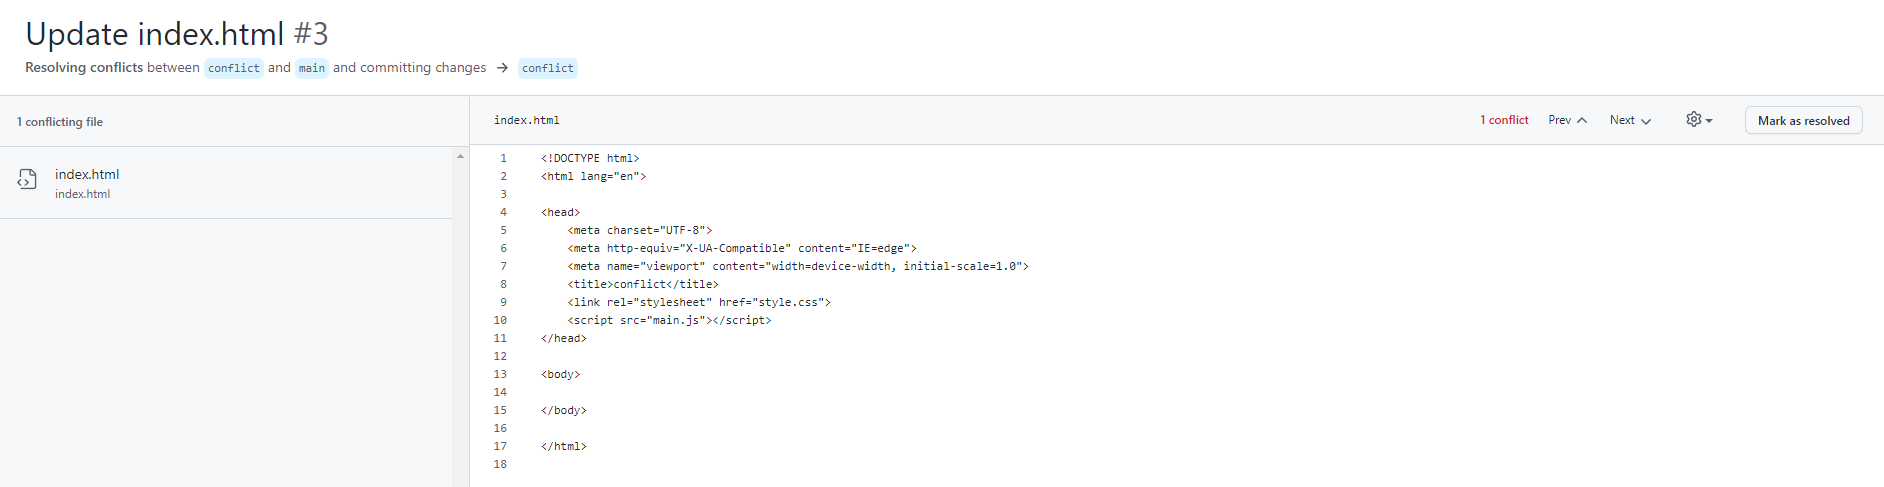 Update index.html #3
Resolving conflicts between conflict and main and committing changes → conflict
1 conflicting file
index.html
index.html
index.html
1 conflict Prev Next Mark as resolved
1 <!DOCTYPE html>
2 <html lang="en">
3
4 <head>
5 <meta charset="UTF-8">
6 <meta http-equiv="X-UA-Compatible" content="IE=edge">
7 <meta name="viewport" content="width=device-width, initial-scale=1.0">
8 <title>conflict</title>
9 <link rel="stylesheet" href="style.css">
10 <script src="main.js"></script>
11 </head>
12
13 <body>
14
15 </body>
16
17 </html>
18